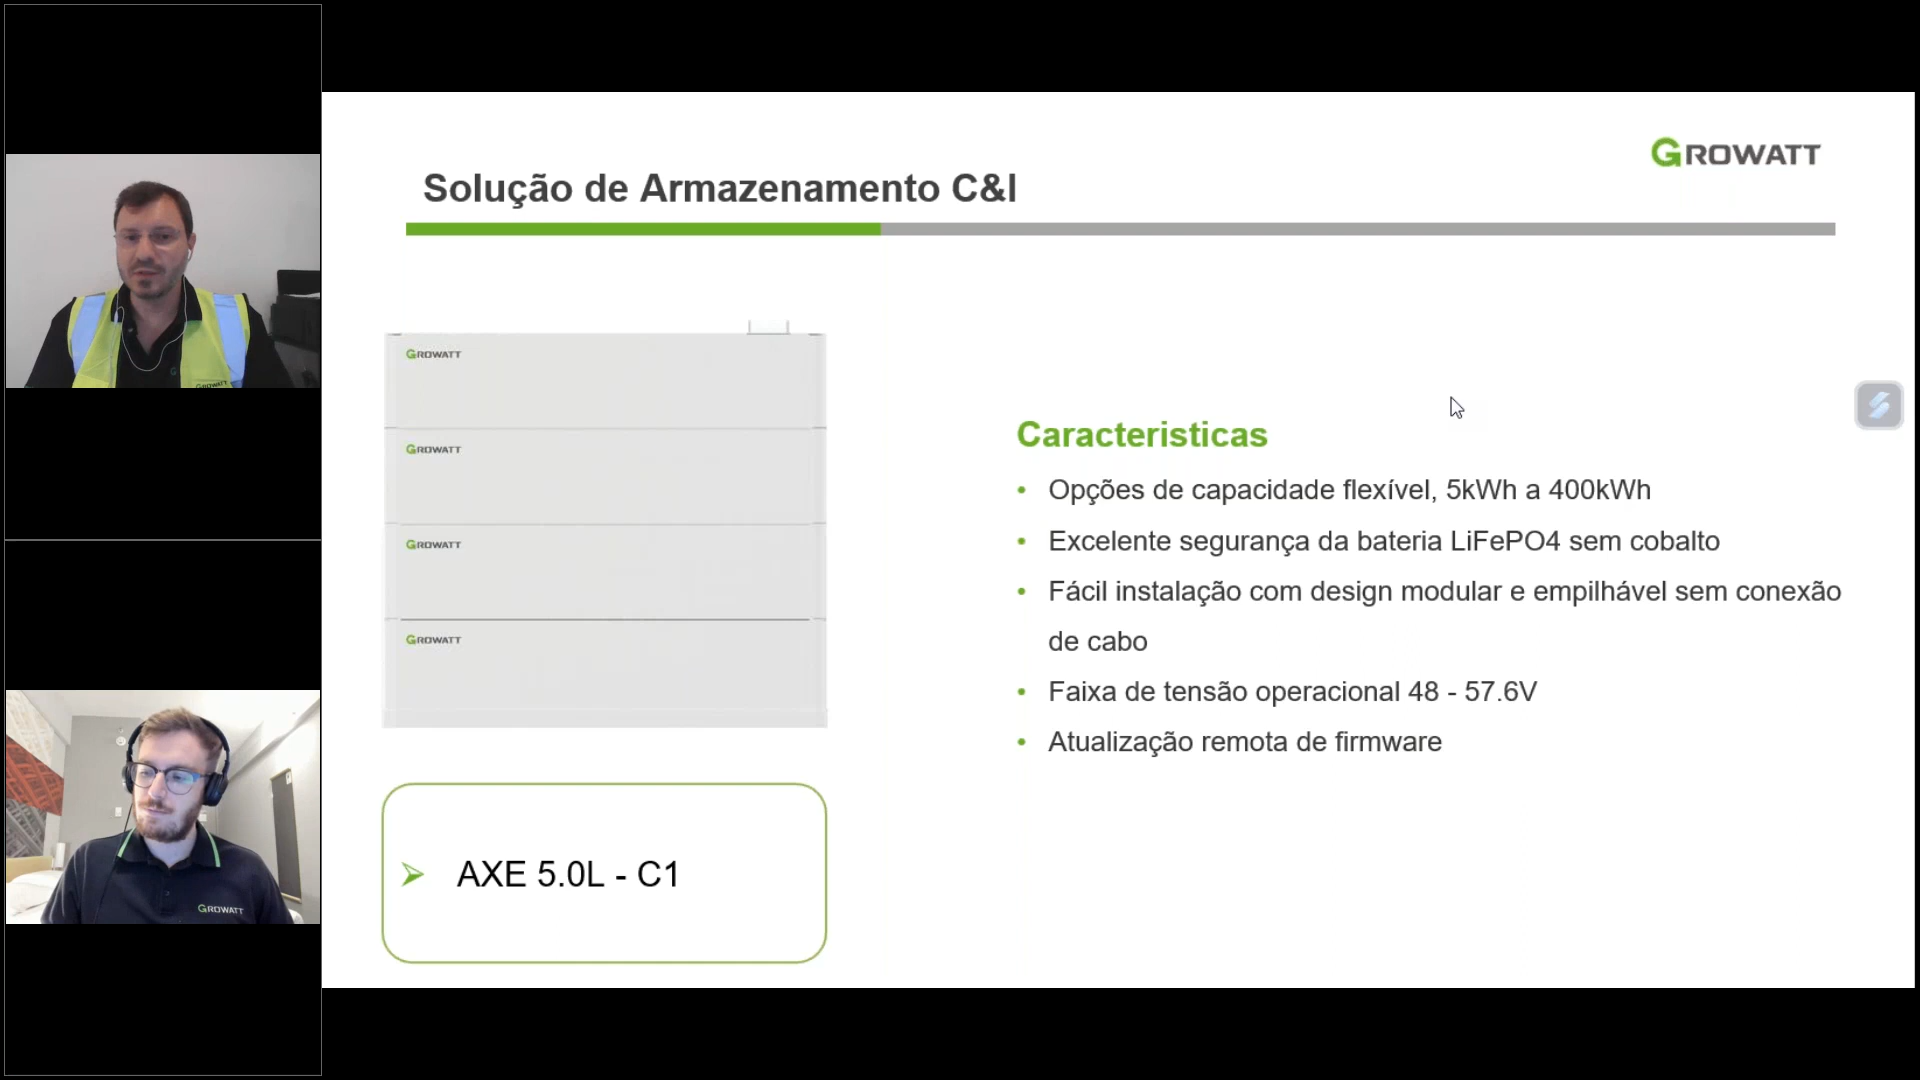 GROWATT
Solução de Armazenamento C&I
GROWATT
GROWATT
GROWATT
GROWATT
AXE 5.0L - C1
Caracteristicas
• Opções de capacidade flexível, 5kWh a 400kWh
• Excelente segurança da bateria LiFePO4 sem cobalto
• Fácil instalação com design modular e empilhável sem conexão
de cabo
• Faixa de tensão operacional 48 - 57.6V
• Atualização remota de firmware
GROWATT
GROWATT